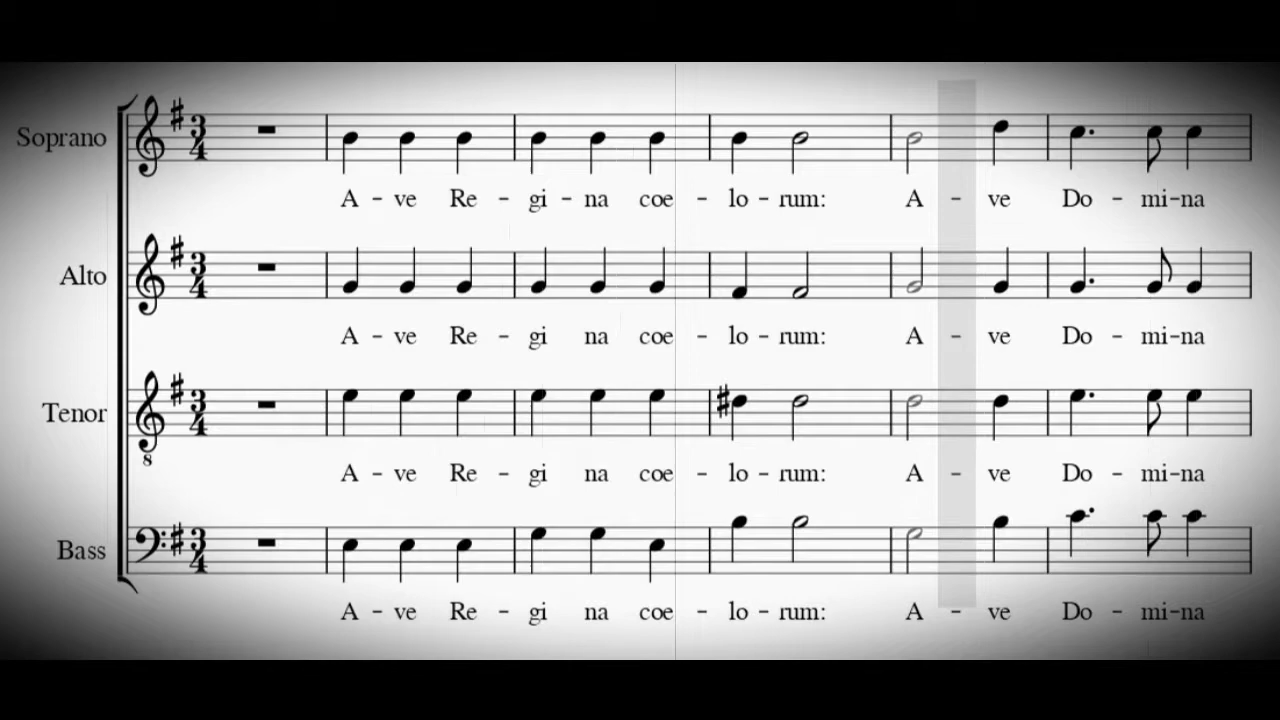 Soprano
A - ve Re - gi - na coe - lo - rum: A - ve Do - mi-na
Alto
A - ve Re - gi na coe - lo - rum: A - ve Do - mi-na
Tenor
A - ve Re - gi na coe - lo - rum: A - ve Do - mi-na
8
Bass
A - ve Re - gi na coe - lo - rum: A - ve Do - mi-na